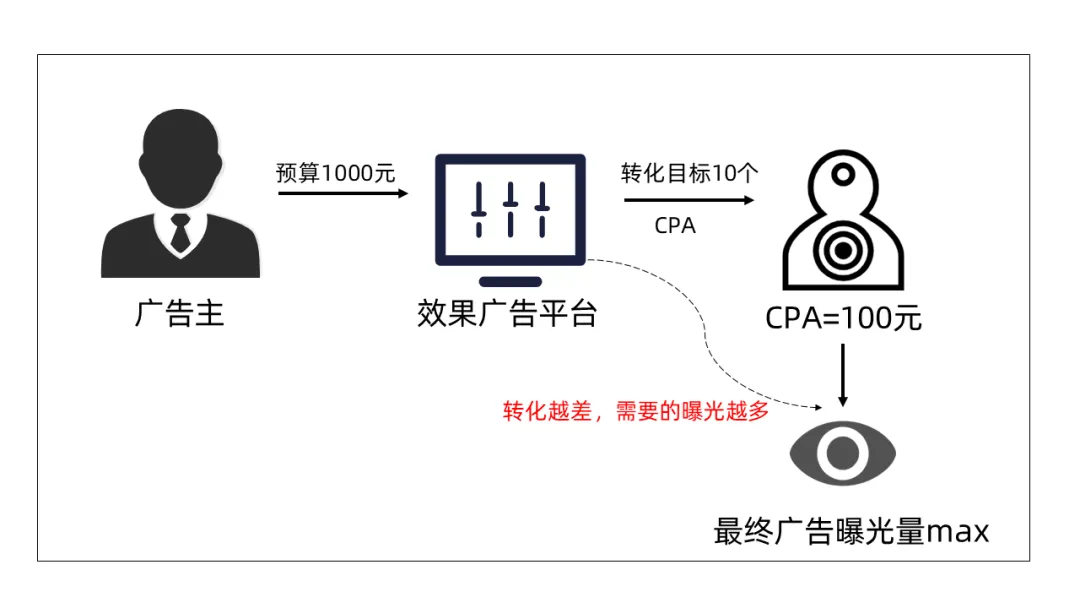 预算1000元
转化目标10个
CPA
广告主
效果广告平台
CPA=100元
转化越差，需要的曝光越多
最终广告曝光量max